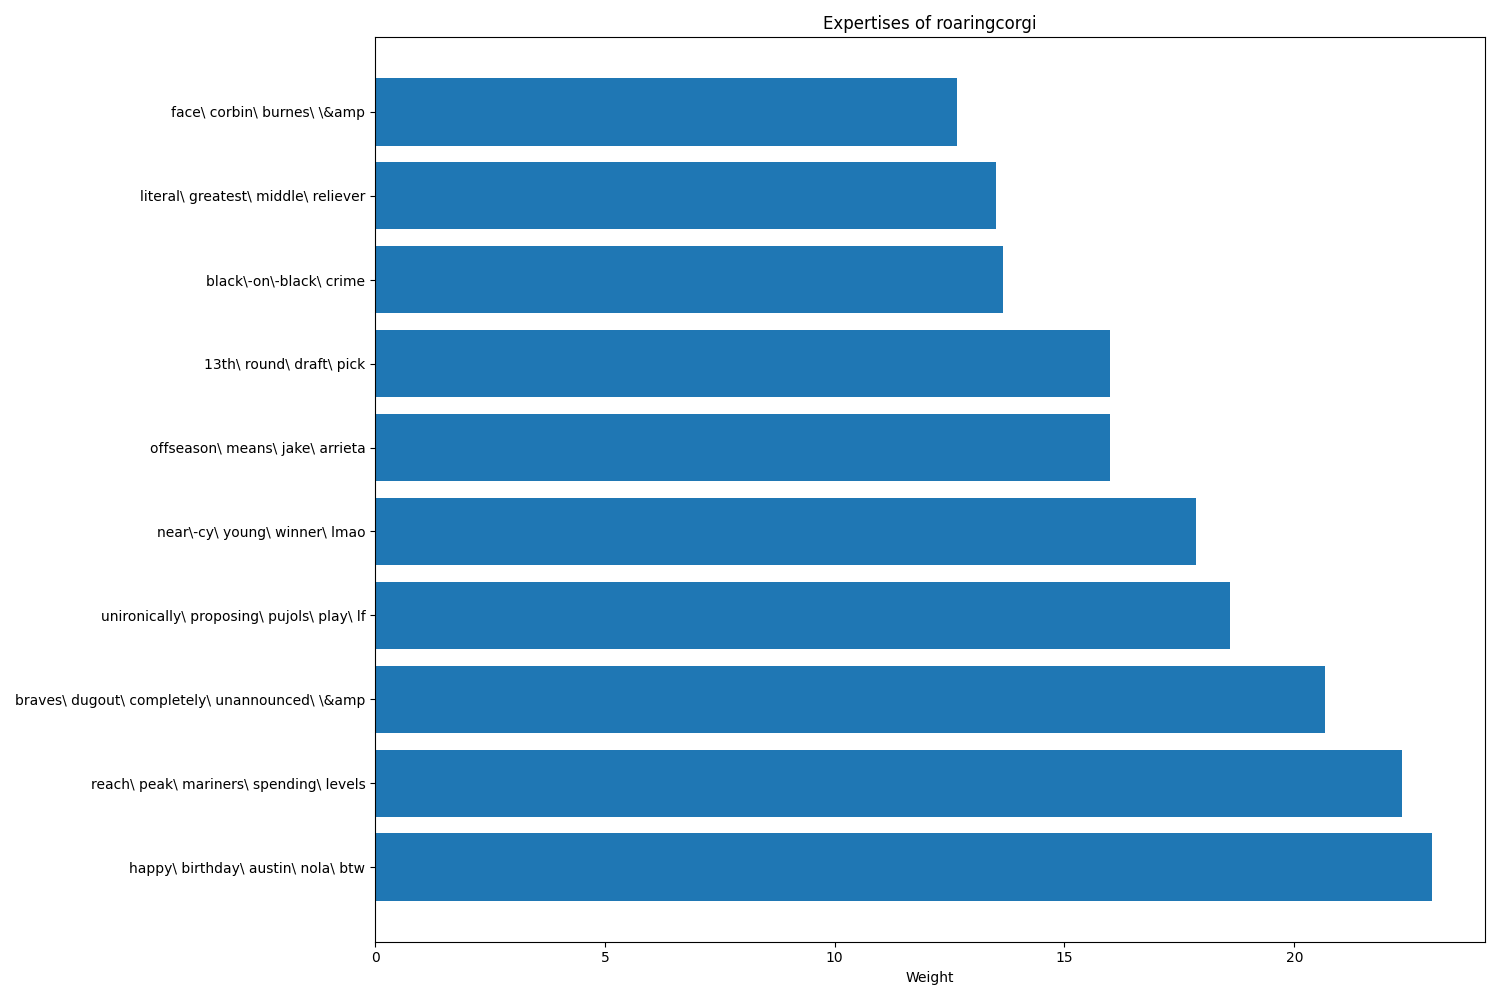 Expertises of roaringcorgi
face\ corbin\ burnes\ \&amp
literal\ greatest\ middle\ reliever
black\-on\-black\ crime
13th\ round\ draft\ pick
offseason\ means\ jake\ arrieta
near\-cy\ young\ winner\ lmao
unironically\ proposing\ pujols\ play\ lf
braves\ dugout\ completely\ unannounced\ \&amp
reach\ peak\ mariners\ spending\ levels
happy\ birthday\ austin\ nola\ btw
0 5 10 15 20
Weight